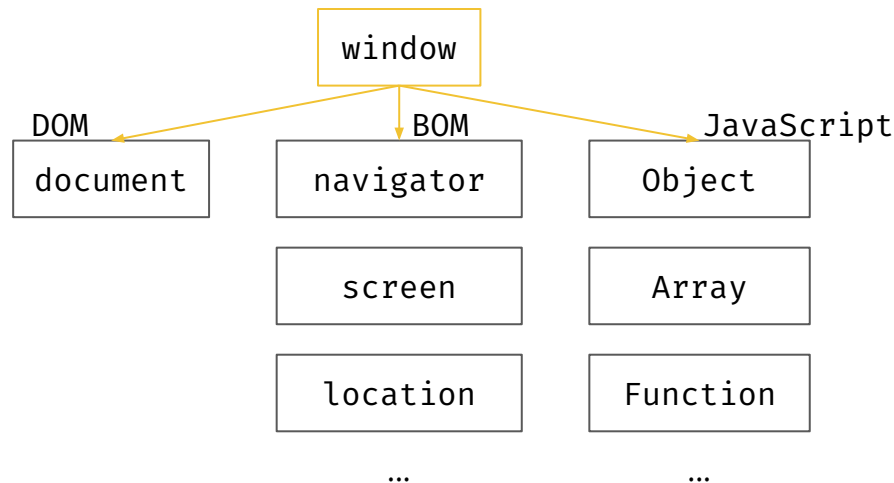 window
DOM
BOM
JavaScript
document
navigator
Object
screen
Array
location
Function
...
...